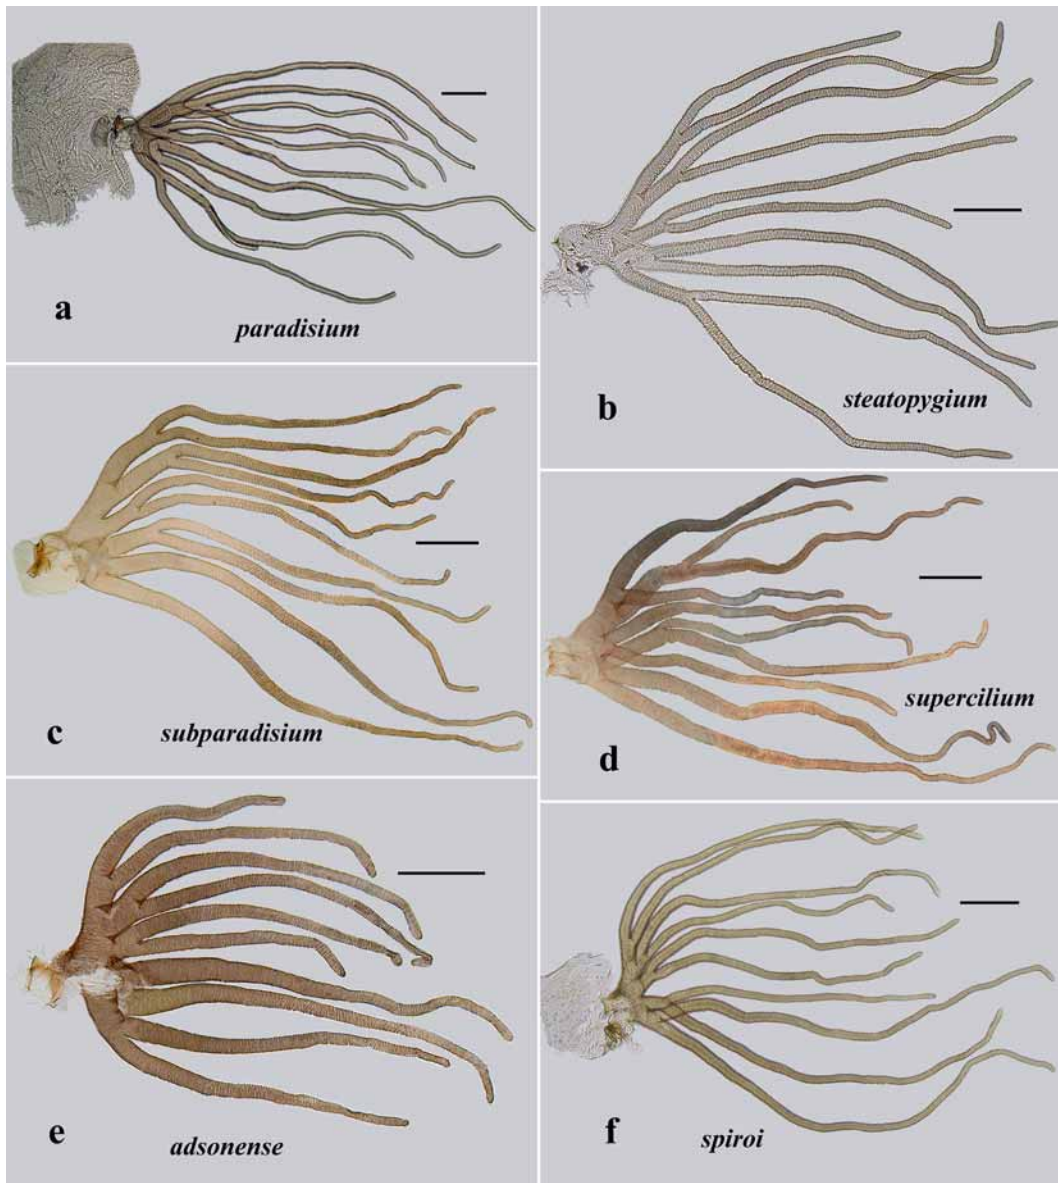 a
paradisium
b
steatopygium
c
subparadisium
d
supercilium
e
adsonense
f
spiroi